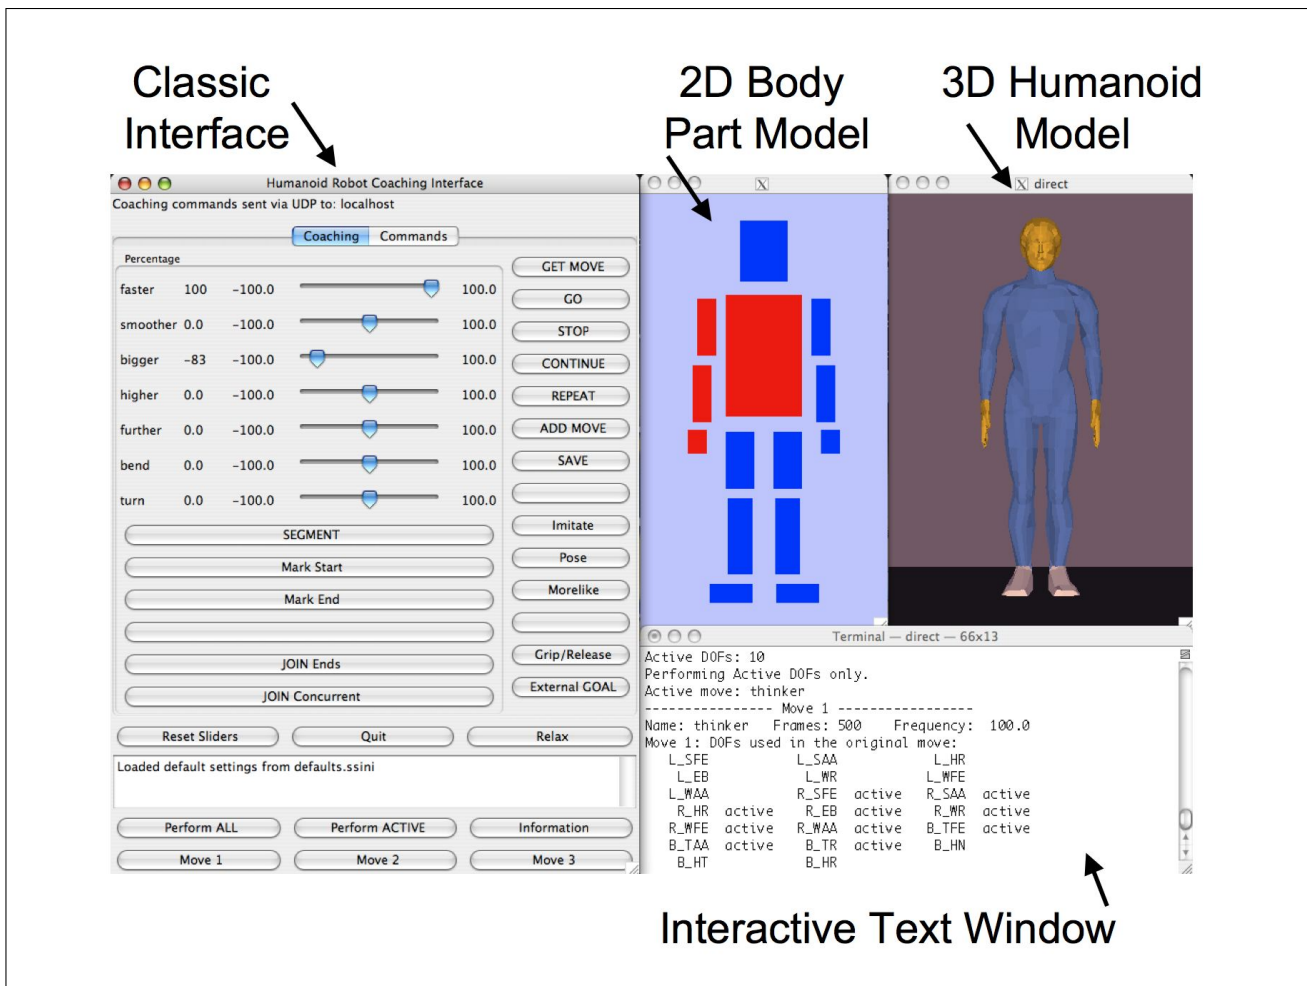 Classic
Interface
2D Body
Part Model
3D Humanoid
Model
Humanoid Robot Coaching Interface
Coaching commands sent via UDP to: localhost
Coaching Commands
Percentage
faster 100 -100.0 100.0
smoother 0.0 -100.0 100.0
bigger -83 -100.0 100.0
higher 0.0 -100.0 100.0
further 0.0 -100.0 100.0
bend 0.0 -100.0 100.0
turn 0.0 -100.0 100.0
SEGMENT
Mark Start
Mark End
JOIN Ends
JOIN Concurrent
GET MOVE
GO
STOP
CONTINUE
REPEAT
ADD MOVE
SAVE
Imitate
Pose
Morelike
Grip/Release
External GOAL
Reset Sliders Quit Relax
Loaded default settings from defaults.ssini
Perform ALL Perform ACTIVE Information
Move 1 Move 2 Move 3
X
X direct
Terminal — direct — 66x13
Active DOFs: 10
Performing Active DOFs only.
Active move: thinker
---------------- Move 1 -----------------
Name: thinker Frames: 500 Frequency: 100.0
Move 1: DOFs used in the original move:
L_SFE L_SAA L_HR
L_EB L_WR L_WFE
L_WAA R_SFE active R_SAA active
R_HR active R_EB active R_WR active
R_WFE active R_WAA active B_TFE active
B_TAA active B_TR active B_HN
B_HT B_HR
Interactive Text Window